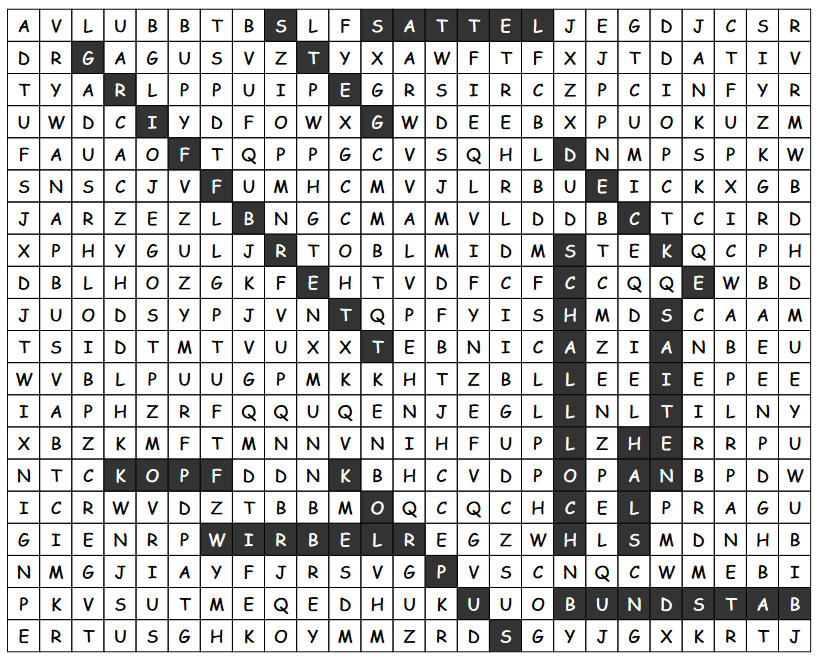 A V L U B B T B S L F S A T T E L J E G D J C S R
D R G A G U S V Z T Y X A W F T F X J T D A T I V
T Y A R L P P U I P E G R S I R C Z P C I N F Y R
U W D C I Y D F O W X G W D E E B X P U O K U Z M
F A U A O F T Q P P G C V S Q H L D N M P S P K W
S N S C J V F U M H C M V J L R B U E I C K X G B
J A R Z E Z L B N G C M A M V L D D B C T C I R D
X P H Y G U L J R T O B L M I D M S T E K Q C P H
D B L H O Z G K F E H T V D F C F C C Q Q E W B D
J U O D S Y P J V N T Q P F Y I S H M D S C A A M
T S I D T M T V U X X T E B N I C A Z I A N B E U
W V B L P U U G P M K K H T Z B L L E E I E P E E
I A P H Z R F Q Q U Q E N J E G L L N L T I L N Y
X B Z K M F T M N N V N I H F U P L Z H E R R P U
N T C K O P F D D N K B H C V D P O P A N B P D W
I C R W V D Z T B B M O Q C Q C H C E L P R A G U
G I E N R P W I R B E L R E G Z W H L S M D N H B
N M G J I A Y F J R S V G P V S C N Q C W M E B I
P K V S U T M E Q E D H U K U U O B U N D S T A B
E R T U S G H K O Y M M Z R D S G Y J G X K R T J